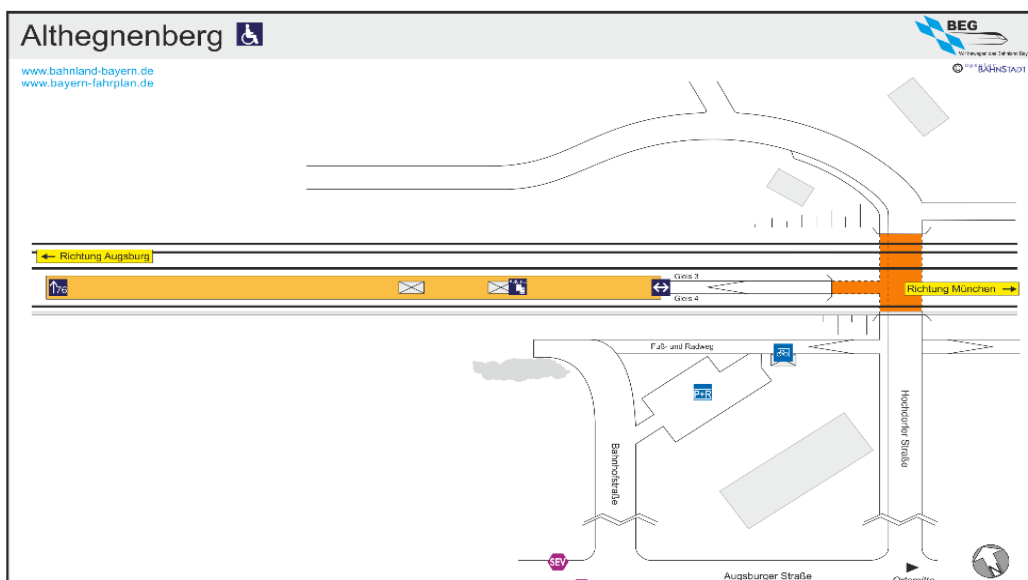 Althegnenberg
BEG
www.bahnland-bayern.de
www.bayern-fahrplan.de
© BAHNSTADT
← Richtung Augsburg
76
Gleis 3
Gleis 4
Richtung München →
Fuß- und Radweg
P+R
Bahnhofstraße
Hochdorfer Straße
SEV
Augsburger Straße